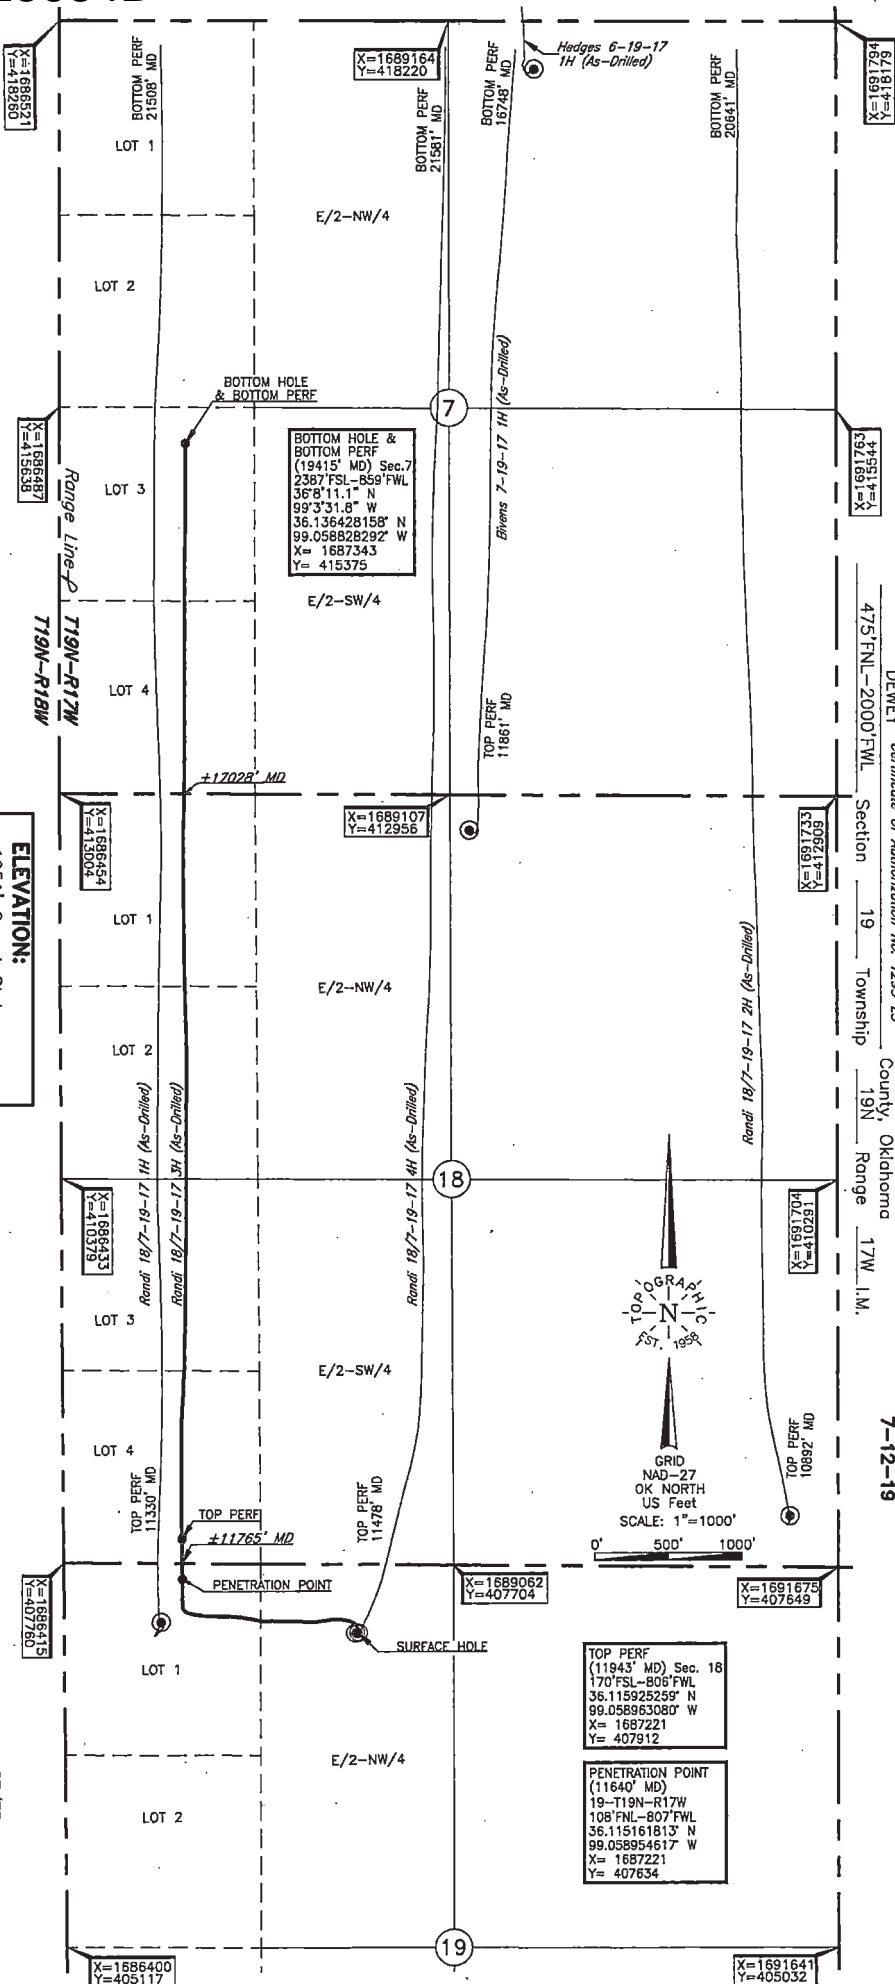 X=1686521
Y=418260
BOTTOM PERF
21508' MD
X=1689164
Y=418220
BOTTOM PERF
21581' MD
BOTTOM PERF
16748' MD
Hedges 6-19-17
1H (As-Drilled)
BOTTOM PERF
20641' MD
X=1691794
Y=418179
LOT 1
E/2-NW/4
LOT 2
BOTTOM HOLE
& BOTTOM PERF
7
X=1686487
Y=415638
Range Line
LOT 3
BOTTOM HOLE &
BOTTOM PERF
(19415' MD) Sec.7
2387'FSL-859'FWL
36°8'11.1" N
99°3'31.8" W
36.136428158° N
99.058828292° W
X= 1687343
Y= 415375
Bivens 7-19-17 1H (As-Drilled)
X=1691763
Y=415544
E/2-SW/4
T19N-R17W
T19N-R18W
LOT 4
TOP PERF
11861' MD
DEWEY
County, Oklahoma
475'FNL-2000'FWL Section 19 Township 19N Range 17W I.M.
±17028' MD
X=1686454
Y=413004
X=1689107
Y=412956
X=1691733
Y=412909
ELEVATION:
LOT 1
E/2-NW/4
LOT 2
Randi 18/7-19-17 1H (As-Drilled)
Randi 18/7-19-17 3H (As-Drilled)
Randi 18/7-19-17 4H (As-Drilled)
Randi 18/7-19-17 2H (As-Drilled)
18
X=1686433
Y=410379
X=1691704
Y=410291
LOT 3
TOPOGRAPHIC
N
EST. 1958
E/2-SW/4
LOT 4
TOP PERF
11330' MD
TOP PERF
11478' MD
GRID
NAD-27
OK NORTH
US Feet
SCALE: 1"=1000'
0' 500' 1000'
TOP PERF
10892' MD
7-12-19
TOP PERF
±11765' MD
PENETRATION POINT
X=1686415
Y=407760
X=1689062
Y=407704
X=1691675
Y=407649
SURFACE HOLE
LOT 1
TOP PERF
(11943' MD) Sec. 18
170'FSL-806'FWL
36.115925259° N
99.058963080° W
X= 1687221
Y= 407912
E/2-NW/4
LOT 2
PENETRATION POINT
(11640' MD)
19-T19N-R17W
108'FNL-807'FWL
36.115161813° N
99.058954617° W
X= 1687221
Y= 407634
19
X=1686400
Y=405117
X=1691641
Y=405032